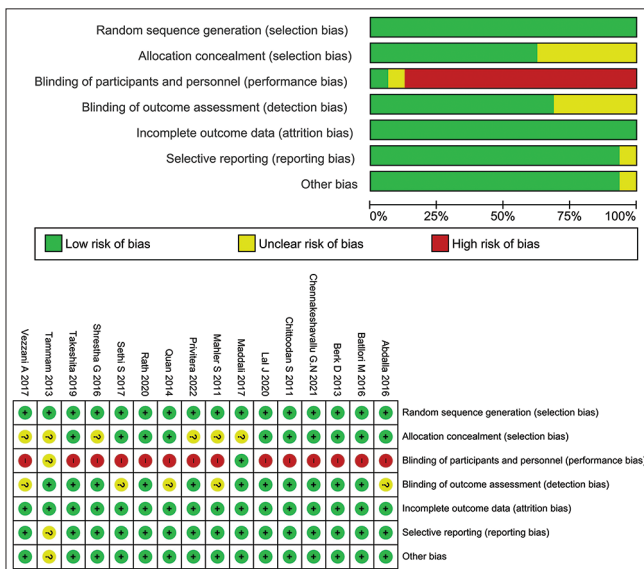 Random sequence generation (selection bias)
Allocation concealment (selection bias)
Blinding of participants and personnel (performance bias)
Blinding of outcome assessment (detection bias)
Incomplete outcome data (attrition bias)
Selective reporting (reporting bias)
Other bias
0% 25% 50% 75% 100%
Low risk of bias Unclear risk of bias High risk of bias
Vezzani A 2017
Tammam 2013
Takeshita 2019
Shrestha G 2016
Sethi S 2017
Rath 2020
Quan 2014
Privitera 2022
Mahler S 2011
Maddali 2017
Lal J 2020
Chittoodan S 2011
Chennakeshavallu G.N 2021
Berk D 2013
Batllori M 2016
Abdalla 2016
+ + + + + + + + + + + + + + + + Random sequence generation (selection bias)
? ? + ? + + + ? ? ? + + + + + + Allocation concealment (selection bias)
− ? − − − − − − − + − − − − − − Blinding of participants and personnel (performance bias)
? + + + ? + ? + ? + + + + + + ? Blinding of outcome assessment (detection bias)
+ + + + + + + + + + + + + + + + Incomplete outcome data (attrition bias)
+ ? + + + + + + + + + + + + + + Selective reporting (reporting bias)
+ ? + + + + + + + + + + + + + + Other bias